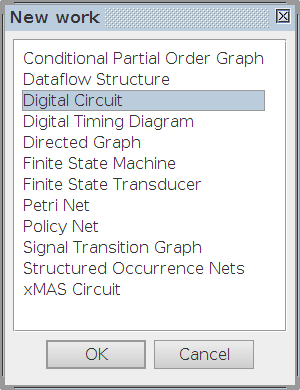 New work
Conditional Partial Order Graph
Dataflow Structure
Digital Circuit
Digital Timing Diagram
Directed Graph
Finite State Machine
Finite State Transducer
Petri Net
Policy Net
Signal Transition Graph
Structured Occurrence Nets
xMAS Circuit
OK
Cancel